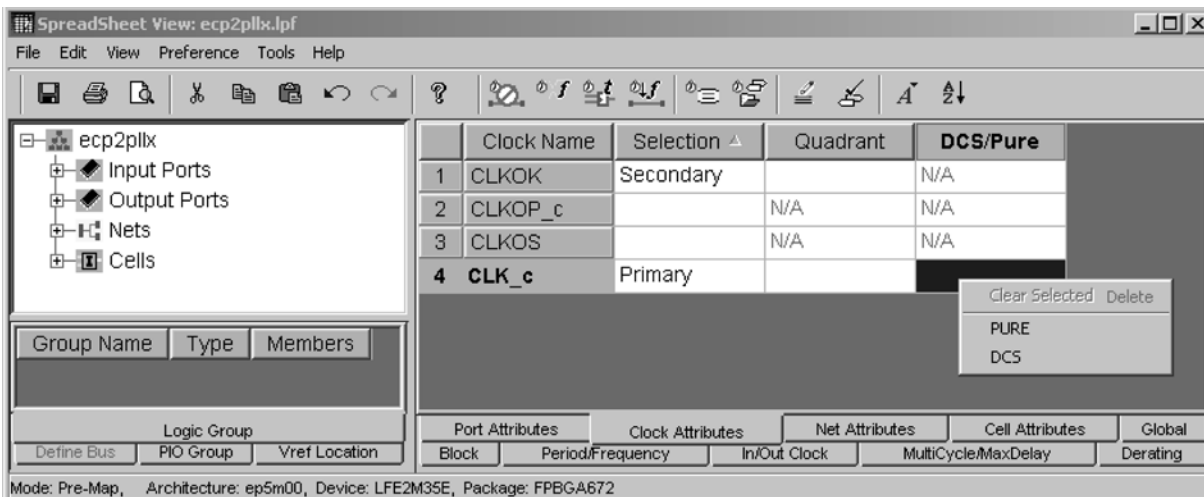 SpreadSheet View: ecp2pllx.lpf
File Edit View Preference Tools Help
ecp2pllx
Input Ports
Output Ports
Nets
Cells
Group Name Type Members
Logic Group
Define Bus PIO Group Vref Location
Clock Name Selection Quadrant DCS/Pure
1 CLKOK Secondary N/A
2 CLKOP_c N/A N/A
3 CLKOS N/A N/A
4 CLK_c Primary
Clear Selected Delete
PURE
DCS
Port Attributes Clock Attributes Net Attributes Cell Attributes Global
Block Period/Frequency In/Out Clock MultiCycle/MaxDelay Derating
Mode: Pre-Map, Architecture: ep5m00, Device: LFE2M35E, Package: FPBGA672